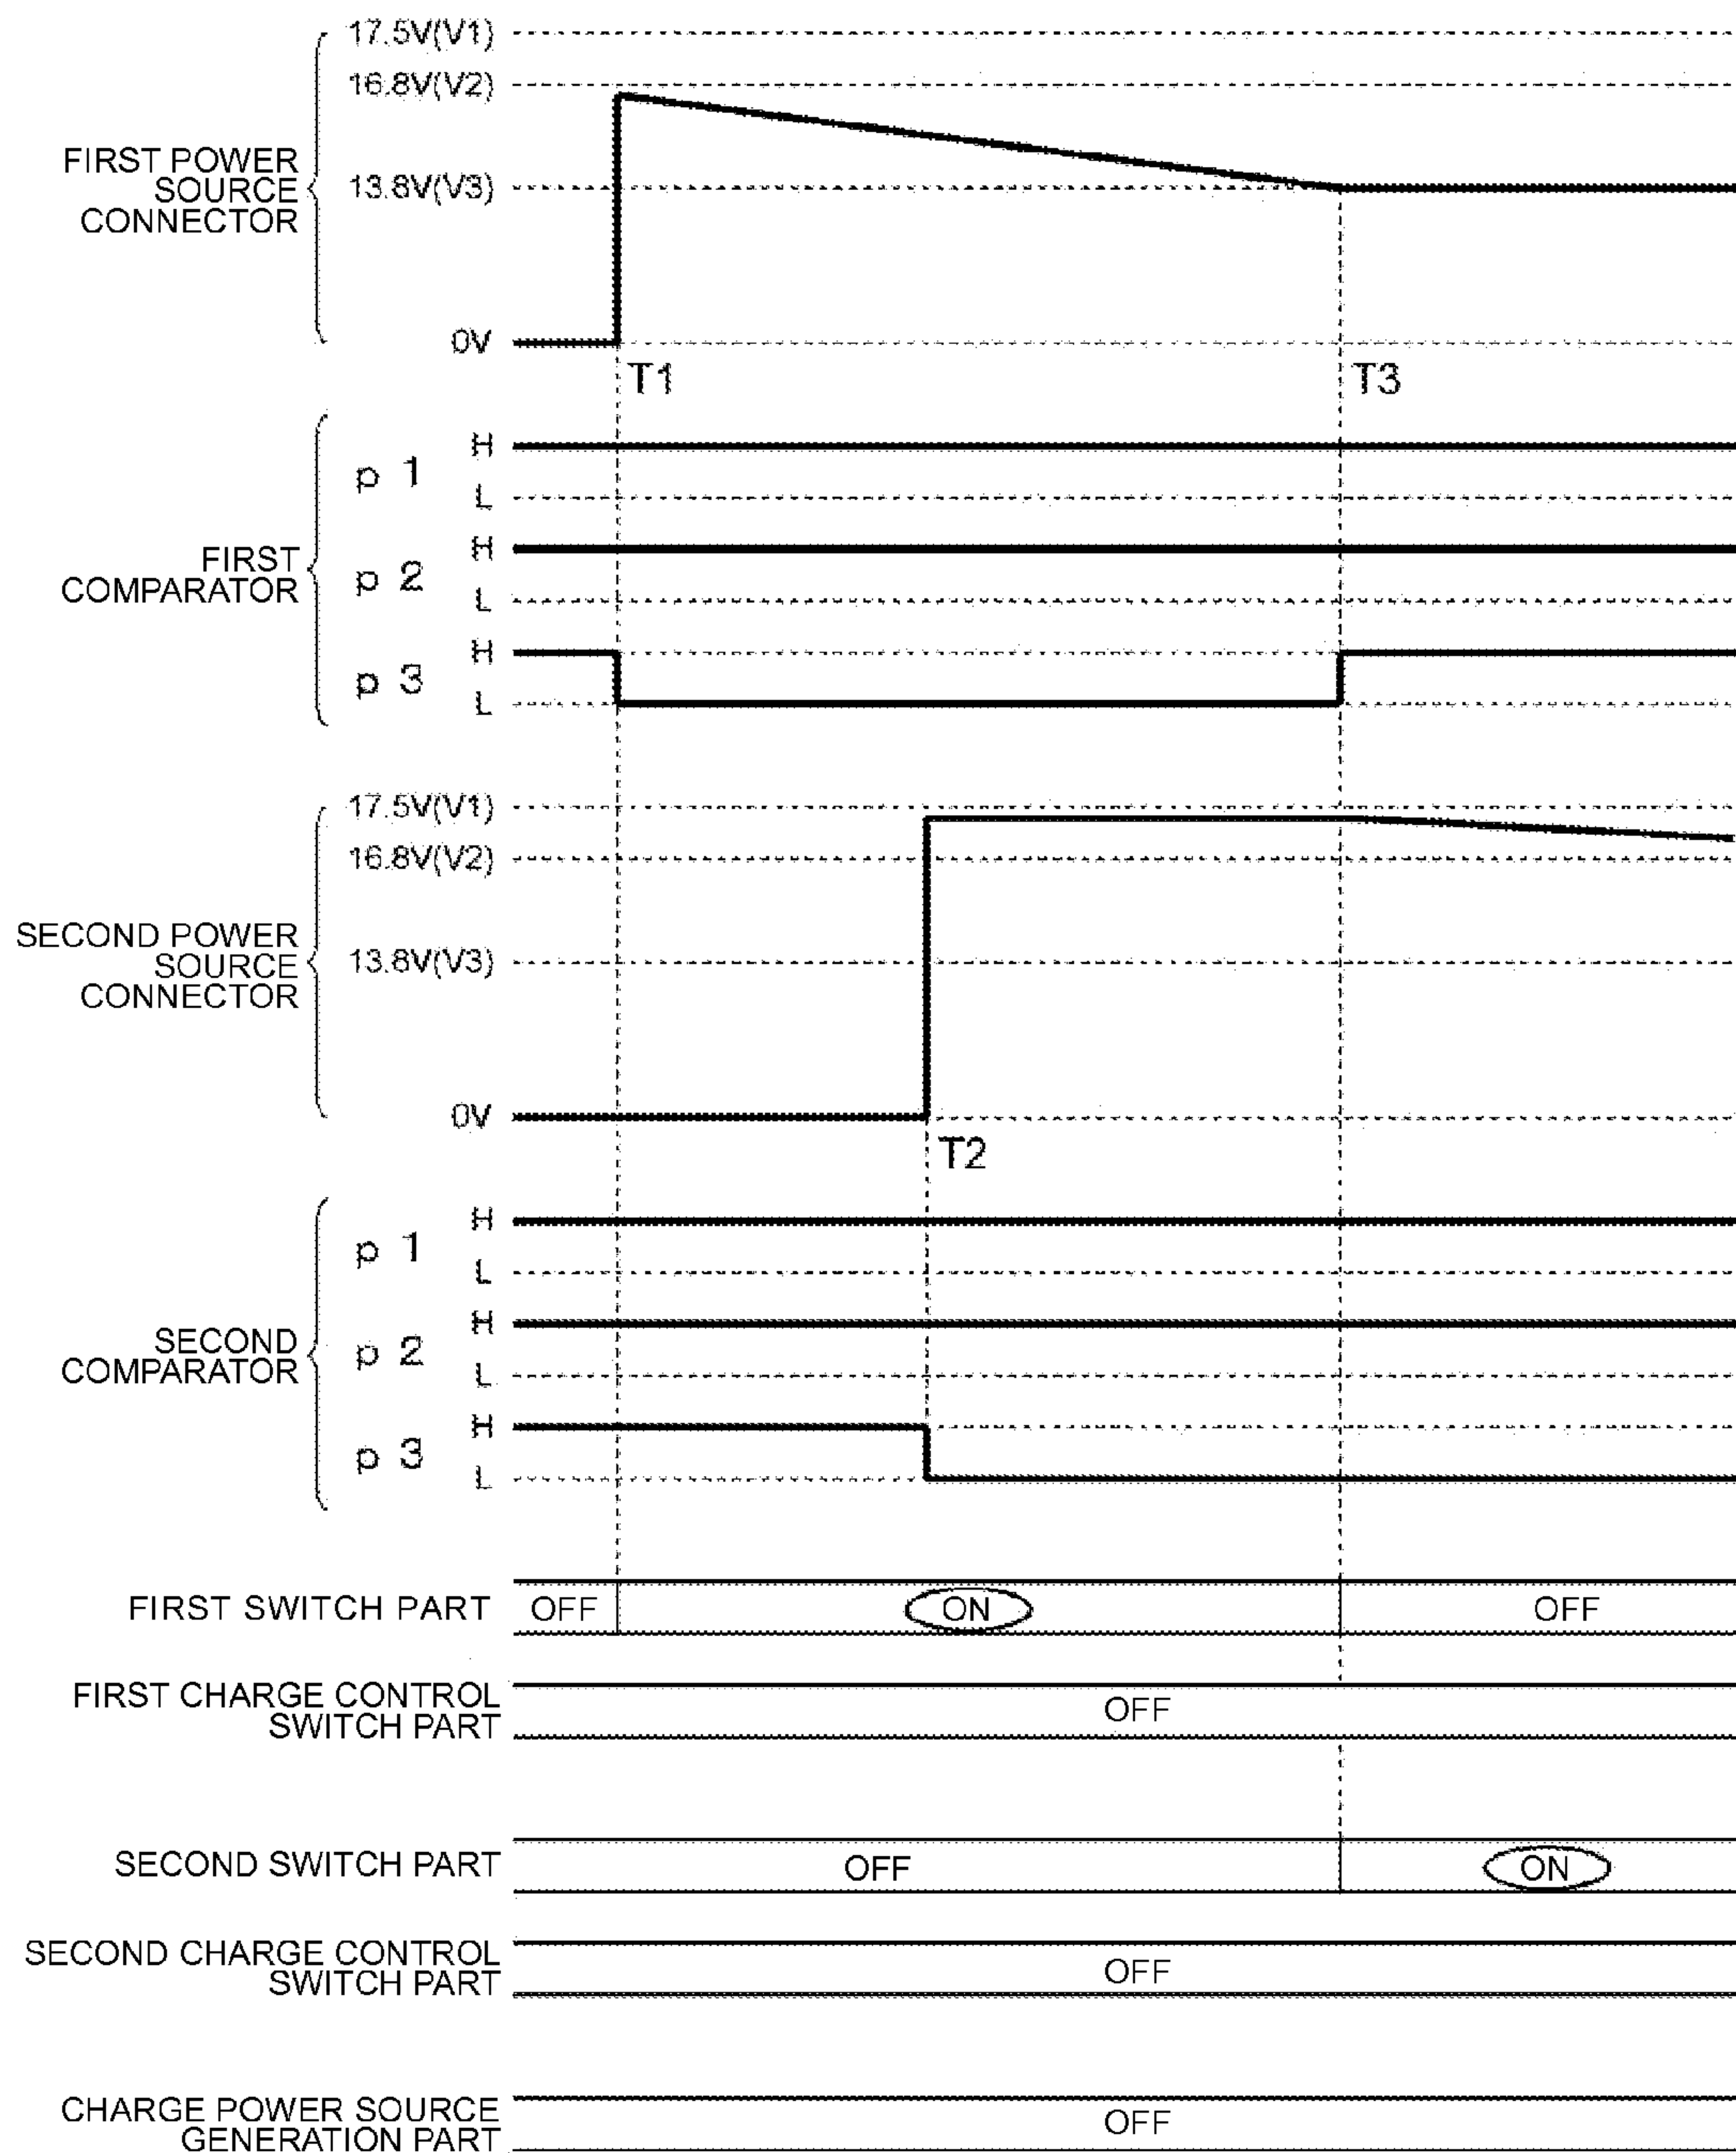 17.5V(V1)
16.8V(V2)
FIRST POWER
SOURCE
CONNECTOR
13.8V(V3)
0V
T1
T3
FIRST
COMPARATOR
p 1
H
L
p 2
H
L
p 3
H
L
17.5V(V1)
16.8V(V2)
SECOND POWER
SOURCE
CONNECTOR
13.8V(V3)
0V
T2
SECOND
COMPARATOR
p 1
H
L
p 2
H
L
p 3
H
L
FIRST SWITCH PART OFF ON OFF
FIRST CHARGE CONTROL
SWITCH PART
OFF
SECOND SWITCH PART OFF ON
SECOND CHARGE CONTROL
SWITCH PART
OFF
CHARGE POWER SOURCE
GENERATION PART
OFF